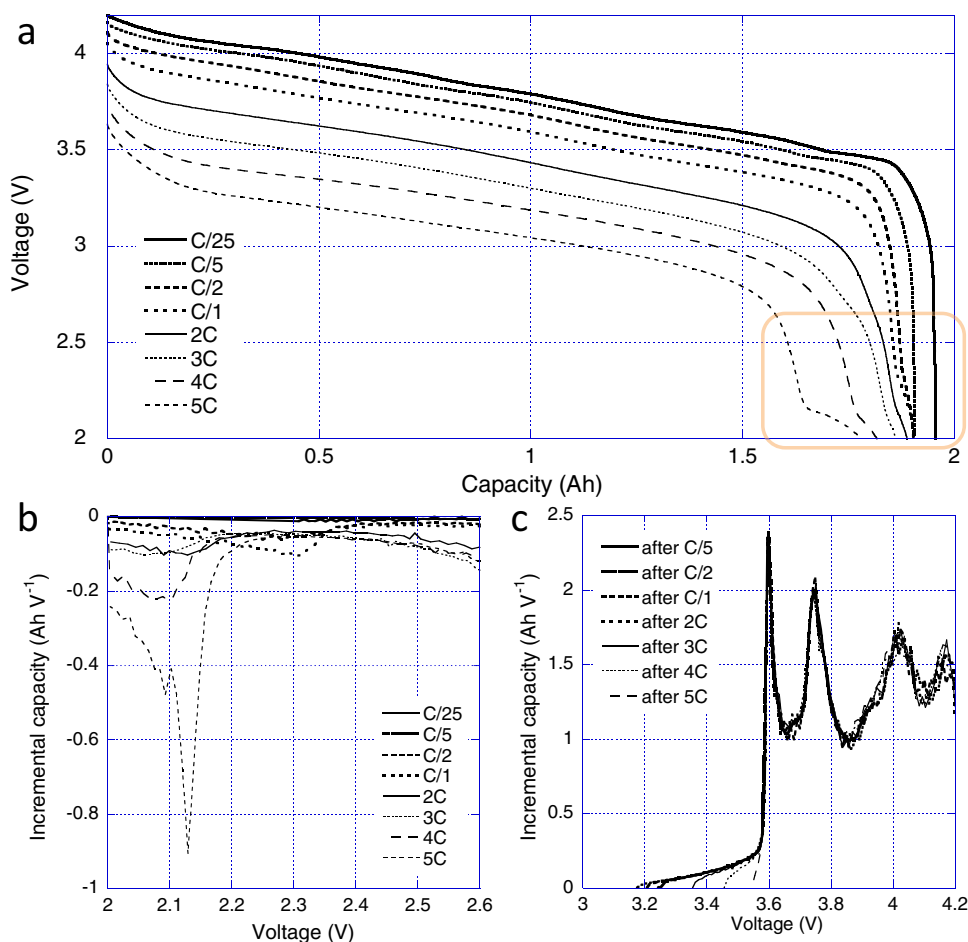 a
4
3.5
3
2.5
2
Voltage (V)
C/25
C/5
C/2
C/1
2C
3C
4C
5C
0
0.5
1
1.5
2
Capacity (Ah)
b
0
-0.2
-0.4
-0.6
-0.8
-1
Incremental capacity (Ah V⁻¹)
C/25
C/5
C/2
C/1
2C
3C
4C
5C
2
2.1
2.2
2.3
2.4
2.5
2.6
Voltage (V)
c
2.5
2
1.5
1
0.5
0
Incremental capacity (Ah V⁻¹)
after C/5
after C/2
after C/1
after 2C
after 3C
after 4C
after 5C
3
3.2
3.4
3.6
3.8
4
4.2
Voltage (V)